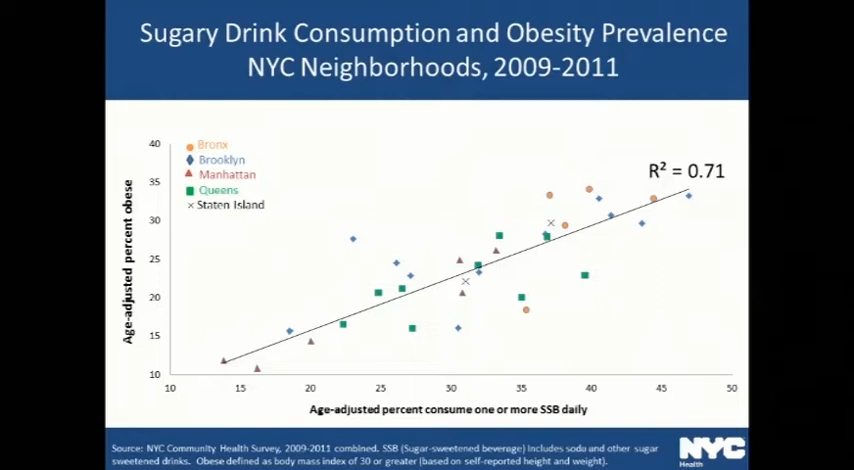 Sugary Drink Consumption and Obesity Prevalence
NYC Neighborhoods, 2009-2011
Age-adjusted percent obese
40
35
30
25
20
15
10
Bronx
Brooklyn
Manhattan
Queens
Staten Island
R² = 0.71
10 15 20 25 30 35 40 45 50
Age-adjusted percent consume one or more SSB daily
Source: NYC Community Health Survey, 2009-2011 combined. SSB (Sugar-sweetened beverage) includes soda and other sugar
sweetened drinks. Obese defined as body mass index of 30 or greater (based on self-reported height and weight).
NYC
Health